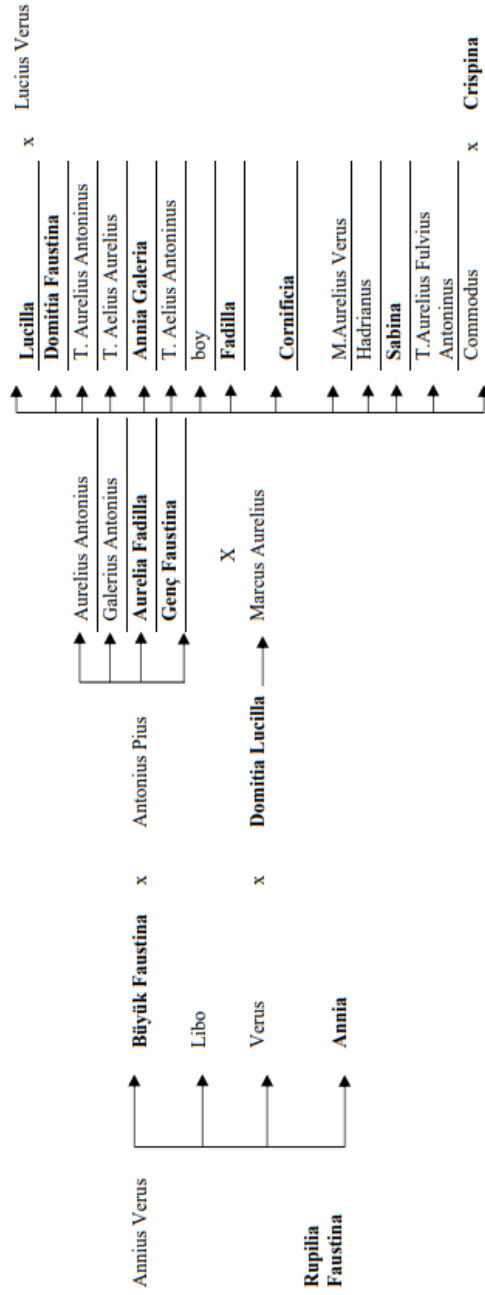 Annius Verus
Rupilia
Faustina
Büyük Faustina x Antonius Pius
Libo
Verus x Domitia Lucilla
Annia
Aurelius Antonius
Galerius Antonius
Aurelia Fadilla
Genç Faustina
X
Marcus Aurelius
Lucilla x Lucius Verus
Domitia Faustina
T. Aurelius Antoninus
T. Aelius Aurelius
Annia Galeria
T. Aelius Antoninus
boy
Fadilla
Cornificia
M.Aurelius Verus
Hadrianus
Sabina
T.Aurelius Fulvius
Antoninus
Commodus x Crispina